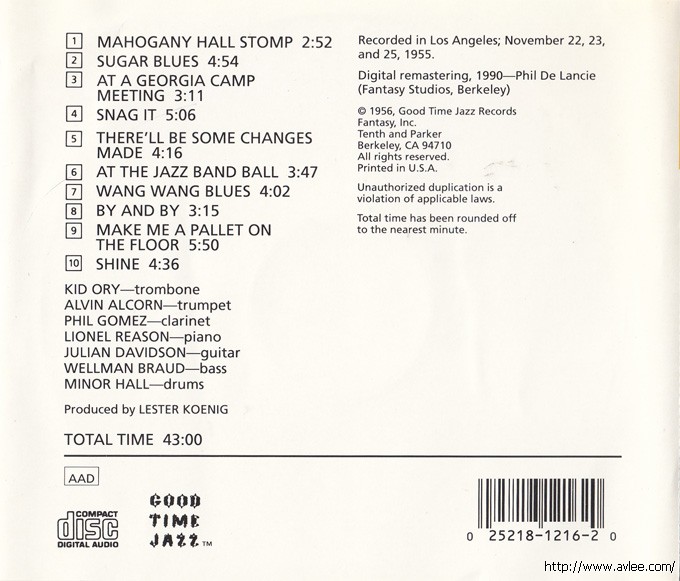 1 MAHOGANY HALL STOMP 2:52
2 SUGAR BLUES 4:54
3 AT A GEORGIA CAMP
MEETING 3:11
4 SNAG IT 5:06
5 THERE'LL BE SOME CHANGES
MADE 4:16
6 AT THE JAZZ BAND BALL 3:47
7 WANG WANG BLUES 4:02
8 BY AND BY 3:15
9 MAKE ME A PALLET ON
THE FLOOR 5:50
10 SHINE 4:36
KID ORY—trombone
ALVIN ALCORN—trumpet
PHIL GOMEZ—clarinet
LIONEL REASON—piano
JULIAN DAVIDSON—guitar
WELLMAN BRAUD—bass
MINOR HALL—drums
Produced by LESTER KOENIG
TOTAL TIME 43:00
Recorded in Los Angeles; November 22, 23,
and 25, 1955.
Digital remastering, 1990—Phil De Lancie
(Fantasy Studios, Berkeley)
© 1956, Good Time Jazz Records
Fantasy, Inc.
Tenth and Parker
Berkeley, CA 94710
All rights reserved.
Printed in U.S.A.
Unauthorized duplication is a
violation of applicable laws.
Total time has been rounded off
to the nearest minute.
AAD
COMPACT
disc
DIGITAL AUDIO
GOOD
TIME
JAZZ™
0 25218-1216-2 0
http://www.avlee.com/